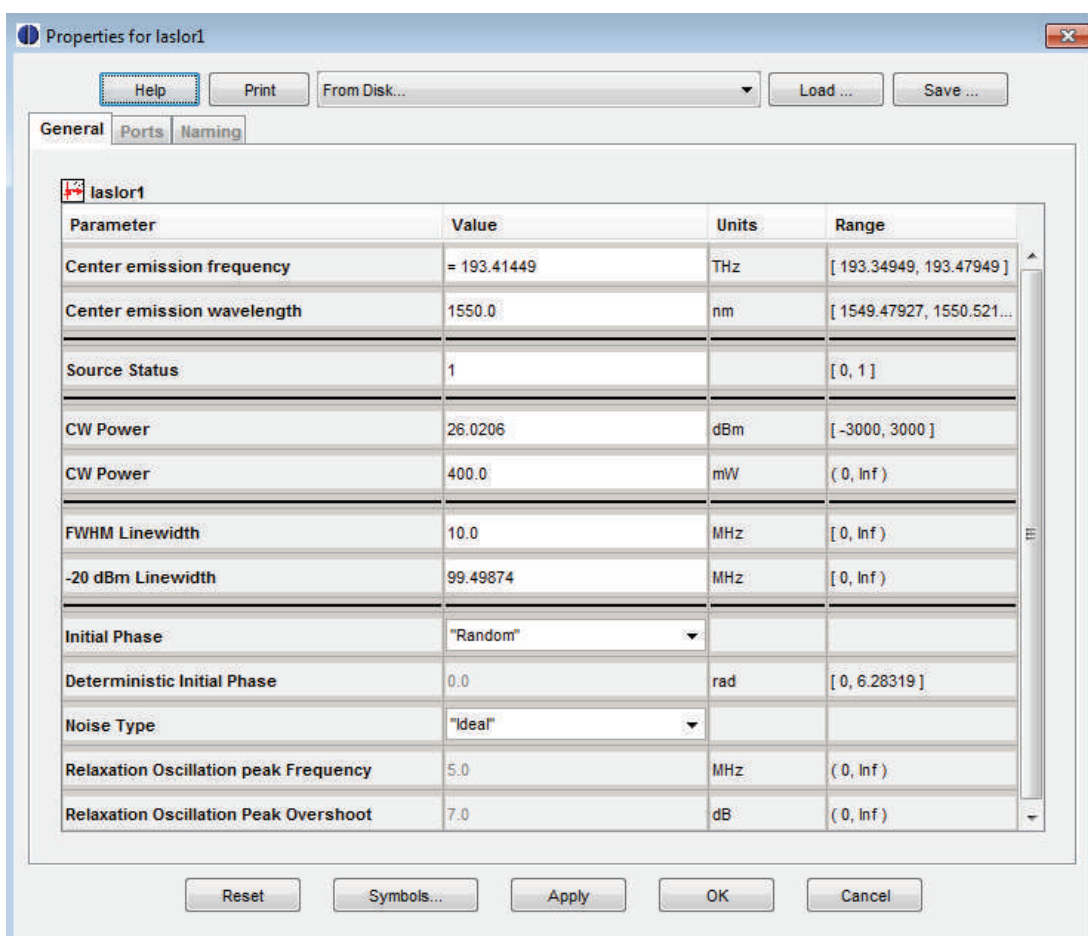 Properties for laslor1
Help Print From Disk... Load ... Save ...
General Ports Naming
laslor1
Parameter Value Units Range
Center emission frequency = 193.41449 THz [ 193.34949, 193.47949 ]
Center emission wavelength 1550.0 nm [ 1549.47927, 1550.521...
Source Status 1 [ 0, 1 ]
CW Power 26.0206 dBm [ -3000, 3000 ]
CW Power 400.0 mW ( 0, Inf )
FWHM Linewidth 10.0 MHz [ 0, Inf )
-20 dBm Linewidth 99.49874 MHz [ 0, Inf )
Initial Phase "Random"
Deterministic Initial Phase 0.0 rad [ 0, 6.28319 ]
Noise Type "Ideal"
Relaxation Oscillation peak Frequency 5.0 MHz ( 0, Inf )
Relaxation Oscillation Peak Overshoot 7.0 dB ( 0, Inf )
Reset Symbols... Apply OK Cancel